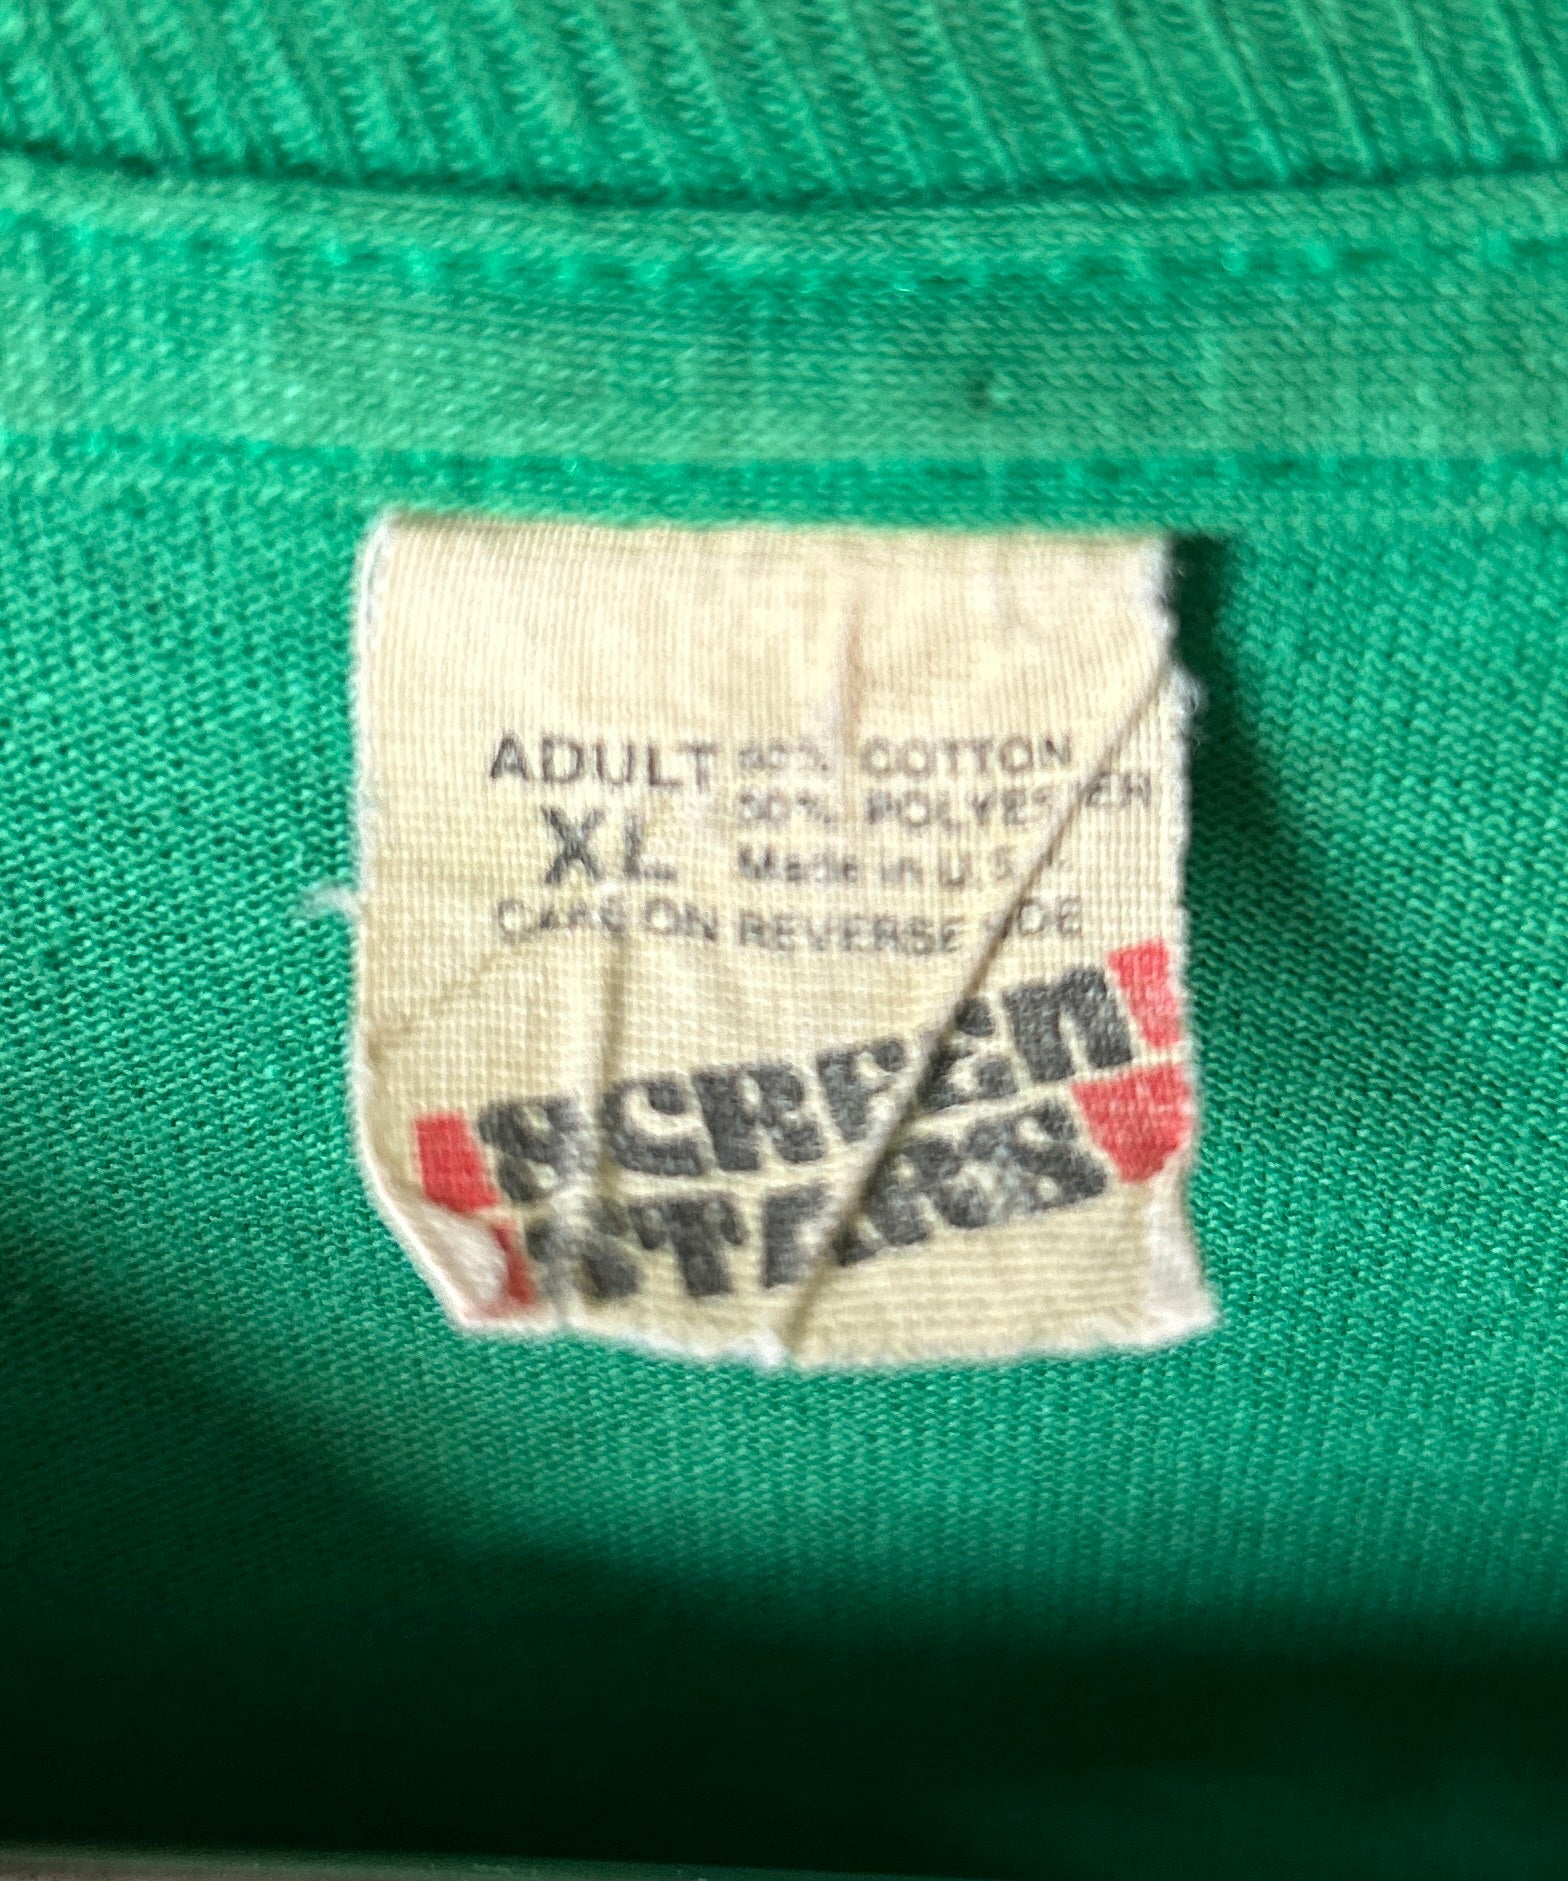 ADULT 50% COTTON
XL 50% POLYESTER
Made in U.S.A.
CARE ON REVERSE SIDE
SCREEN
STARS